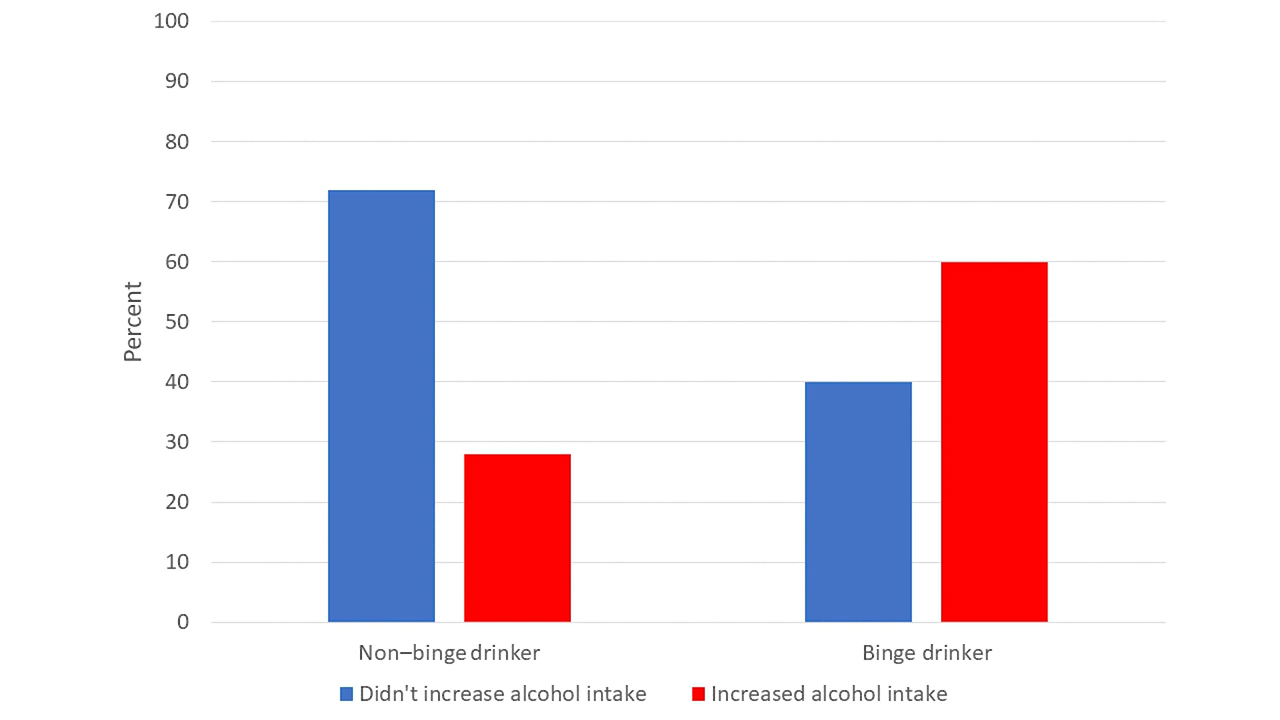 100
90
80
70
60
50
40
30
20
10
0
Percent
Non–binge drinker
Binge drinker
Didn't increase alcohol intake
Increased alcohol intake